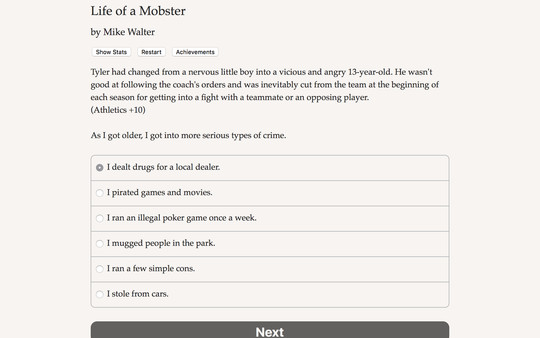 Life of a Mobster
by Mike Walter
Show Stats Restart Achievements
Tyler had changed from a nervous little boy into a vicious and angry 13-year-old. He wasn't
good at following the coach's orders and was inevitably cut from the team at the beginning of
each season for getting into a fight with a teammate or an opposing player.
(Athletics +10)
As I got older, I got into more serious types of crime.
I dealt drugs for a local dealer.
I pirated games and movies.
I ran an illegal poker game once a week.
I mugged people in the park.
I ran a few simple cons.
I stole from cars.
Next